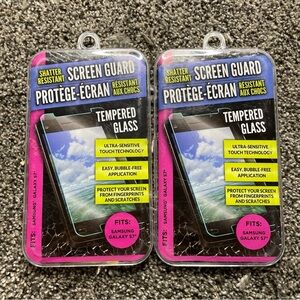 SHATTER
RESISTANT
SCREEN GUARD
PROTÈGE-ÉCRAN
RÉSISTANT
AUX CHOCS
TEMPERED
GLASS
ULTRA-SENSITIVE
TOUCH TECHNOLOGY
EASY, BUBBLE-FREE
APPLICATION
PROTECT YOUR SCREEN
FROM FINGERPRINTS
AND SCRATCHES
FITS:
SAMSUNG
GALAXY S7*
FITS: SAMSUNG GALAXY S7*
SHATTER
RESISTANT
SCREEN GUARD
PROTÈGE-ÉCRAN
RÉSISTANT
AUX CHOCS
TEMPERED
GLASS
ULTRA-SENSITIVE
TOUCH TECHNOLOGY
EASY, BUBBLE-FREE
APPLICATION
PROTECT YOUR SCREEN
FROM FINGERPRINTS
AND SCRATCHES
FITS:
SAMSUNG
GALAXY S7*
FITS: SAMSUNG GALAXY S7*